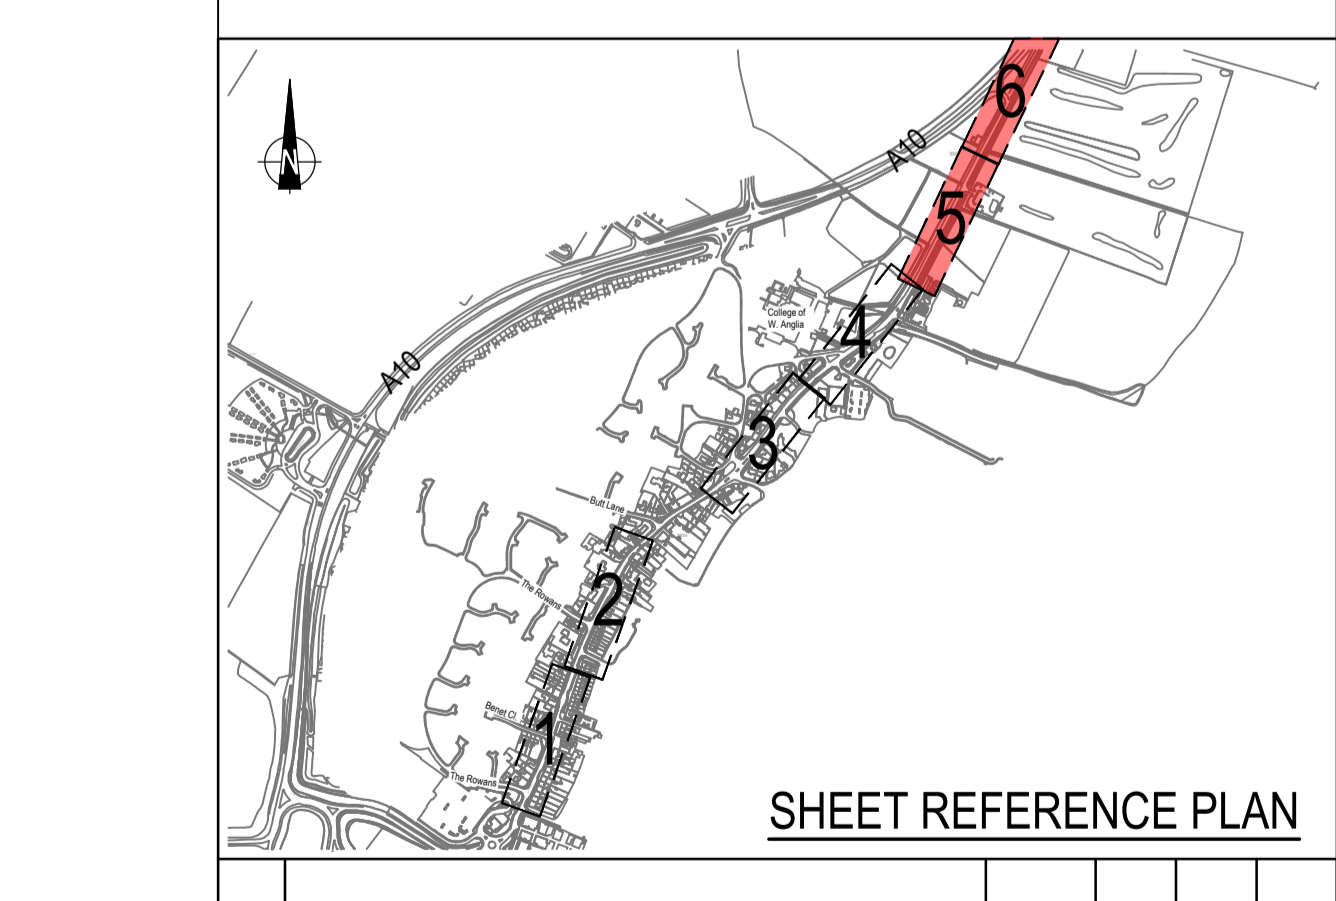 6
A10
N
5
College of
W. Anglia
4
A10
3
Butt Lane
2
The Rowans
Benet Cl.
1
The Rowans
SHEET REFERENCE PLAN